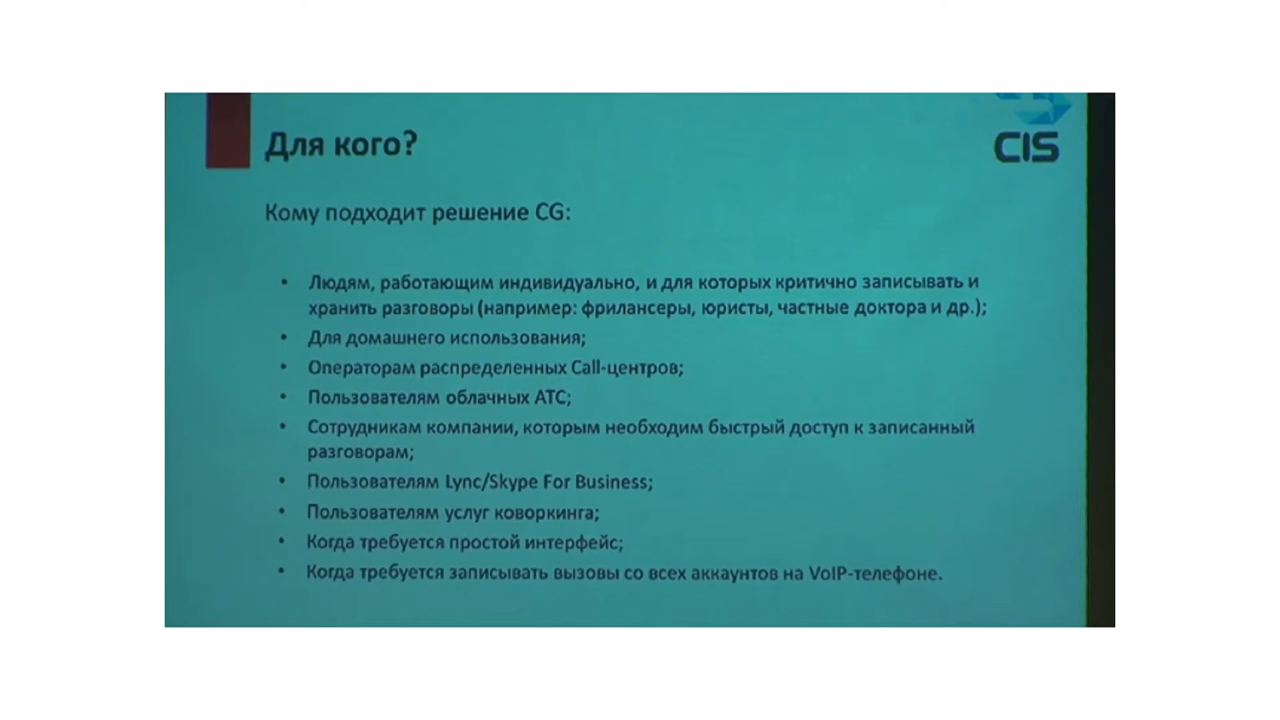 CIS
Для кого?
Кому подходит решение CG:
• Людям, работающим индивидуально, и для которых критично записывать и
хранить разговоры (например: фрилансеры, юристы, частные доктора и др.);
• Для домашнего использования;
• Операторам распределенных Call-центров;
• Пользователям облачных АТС;
• Сотрудникам компании, которым необходим быстрый доступ к записанный
разговорам;
• Пользователям Lync/Skype For Business;
• Пользователям услуг коворкинга;
• Когда требуется простой интерфейс;
• Когда требуется записывать вызовы со всех аккаунтов на VoIP-телефоне.